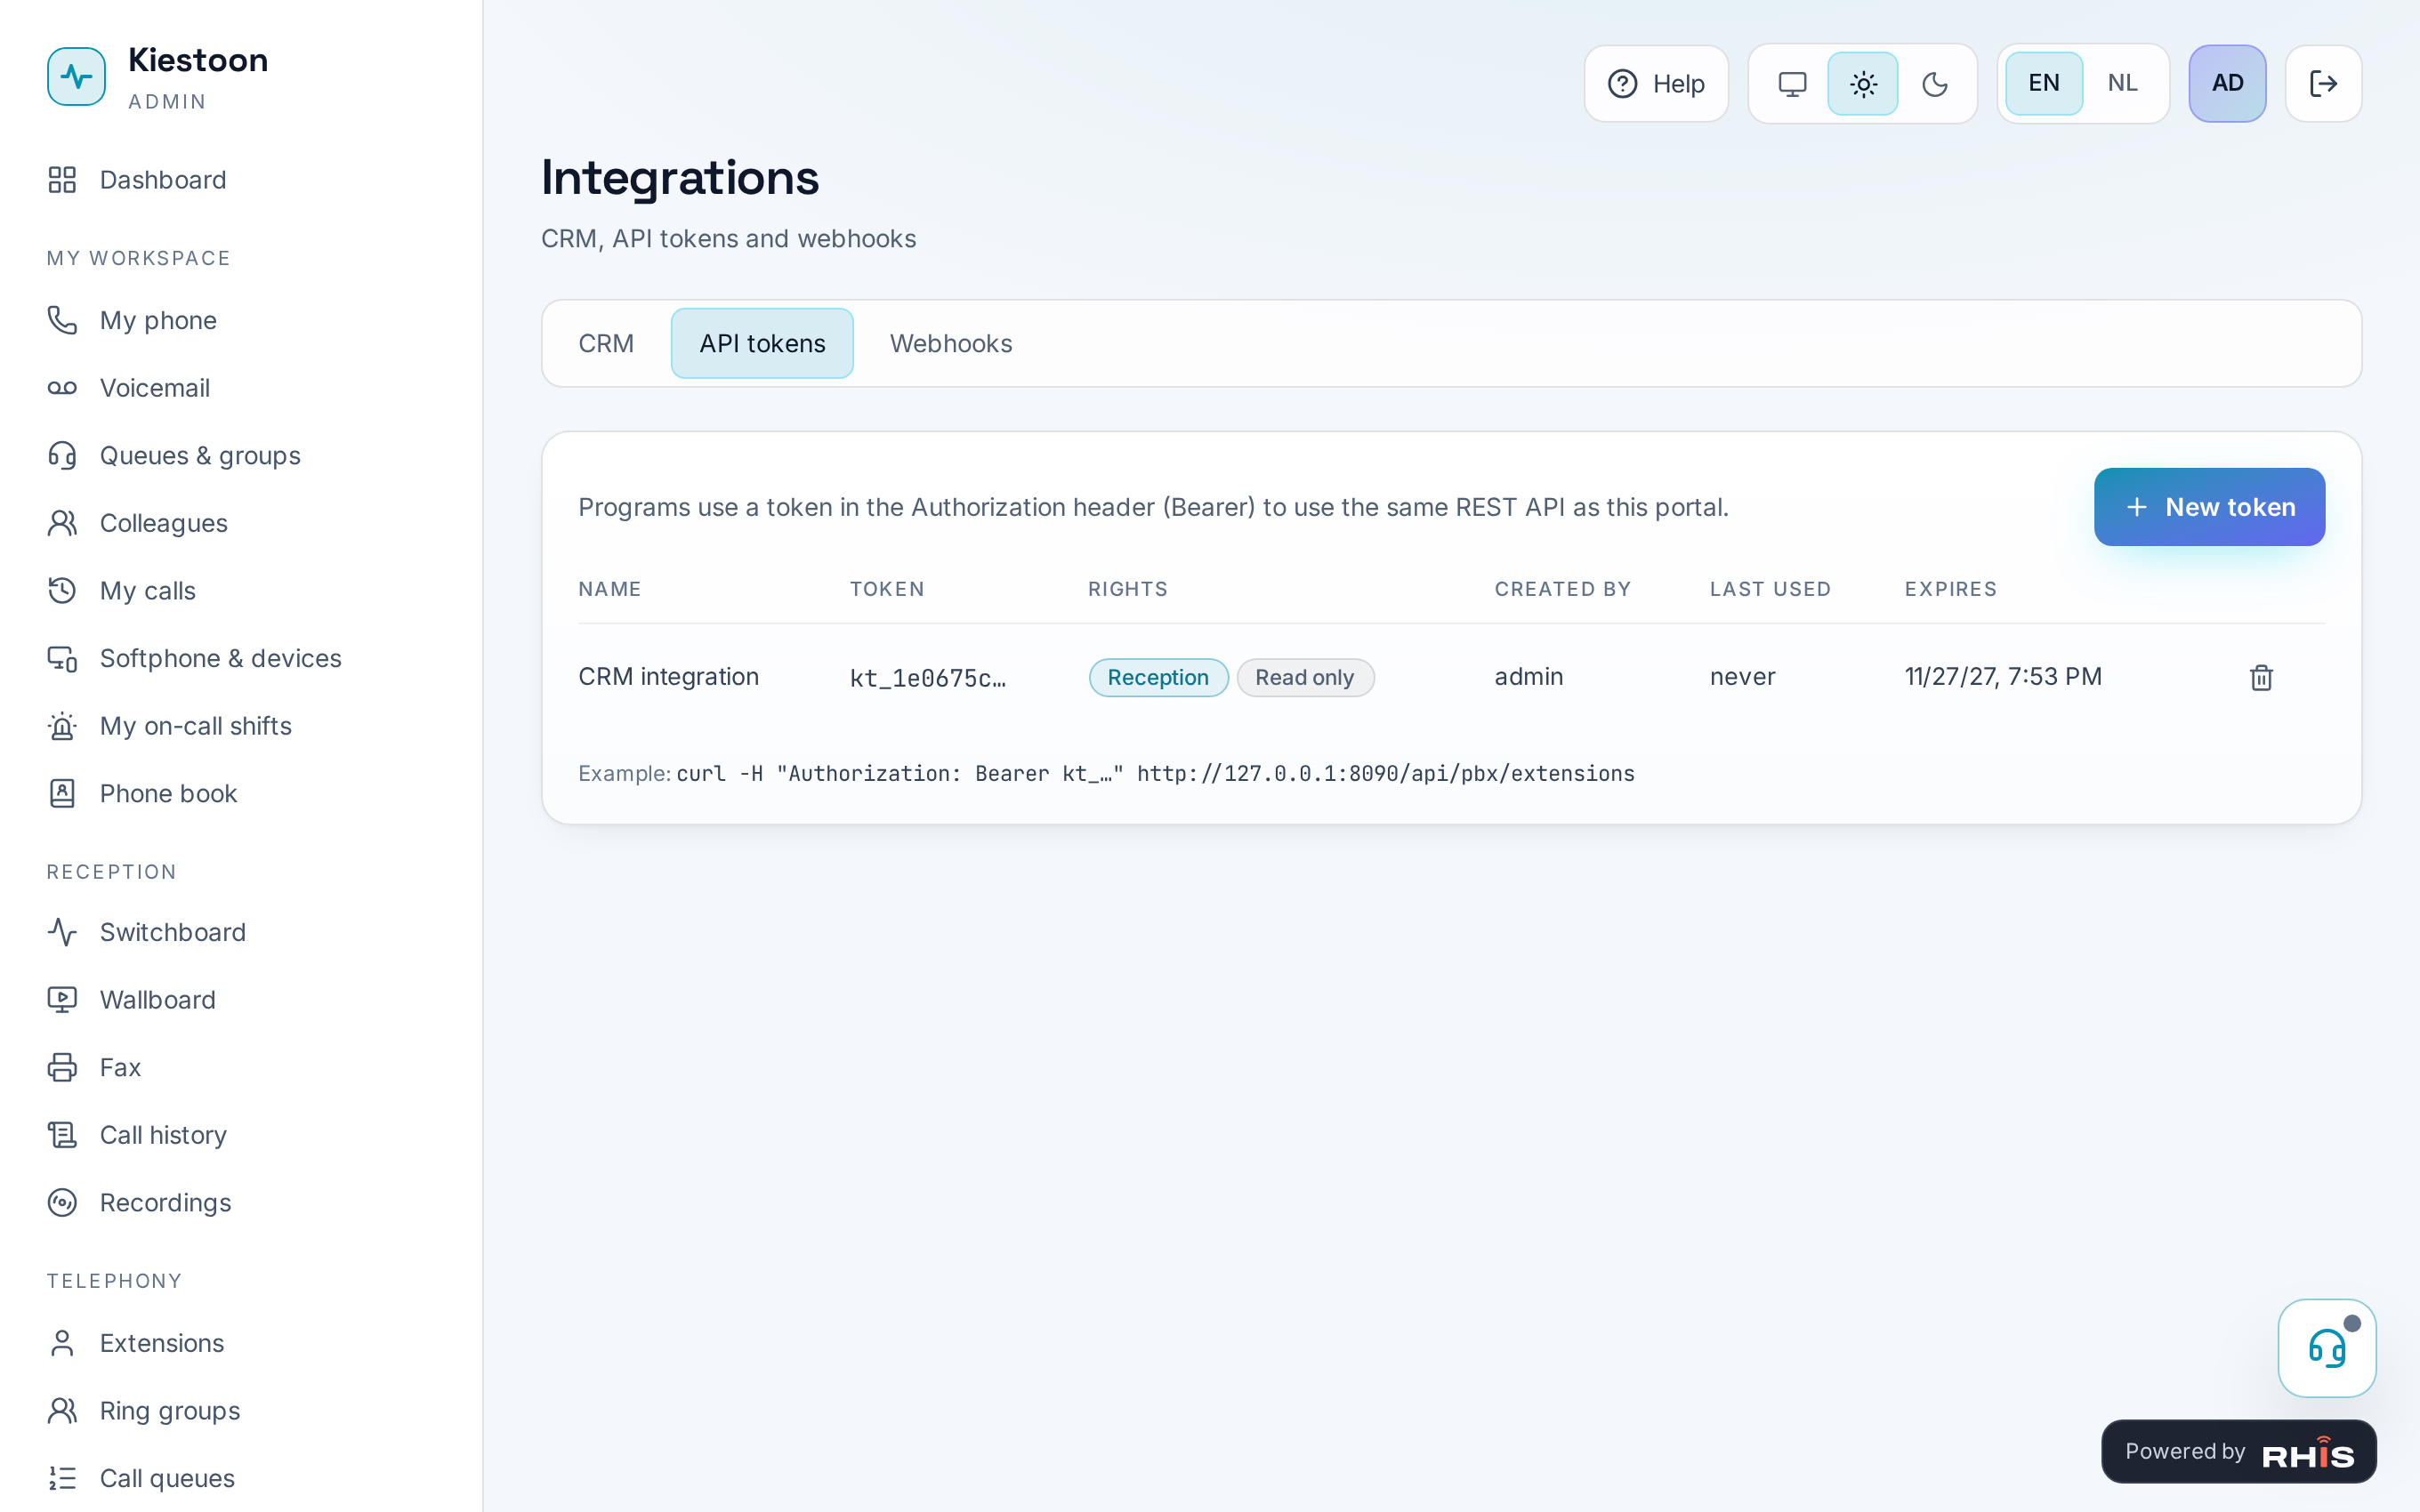 Kiestoon
ADMIN
Dashboard
MY WORKSPACE
My phone
Voicemail
Queues & groups
Colleagues
My calls
Softphone & devices
My on-call shifts
Phone book
RECEPTION
Switchboard
Wallboard
Fax
Call history
Recordings
TELEPHONY
Extensions
Ring groups
Call queues
Help
EN NL
AD
Integrations
CRM, API tokens and webhooks
CRM API tokens Webhooks
Programs use a token in the Authorization header (Bearer) to use the same REST API as this portal.
New token
NAME TOKEN RIGHTS CREATED BY LAST USED EXPIRES
CRM integration kt_1e0675c… Reception Read only admin never 11/27/27, 7:53 PM
Example: curl -H "Authorization: Bearer kt_…" http://127.0.0.1:8090/api/pbx/extensions
Powered by RHiS